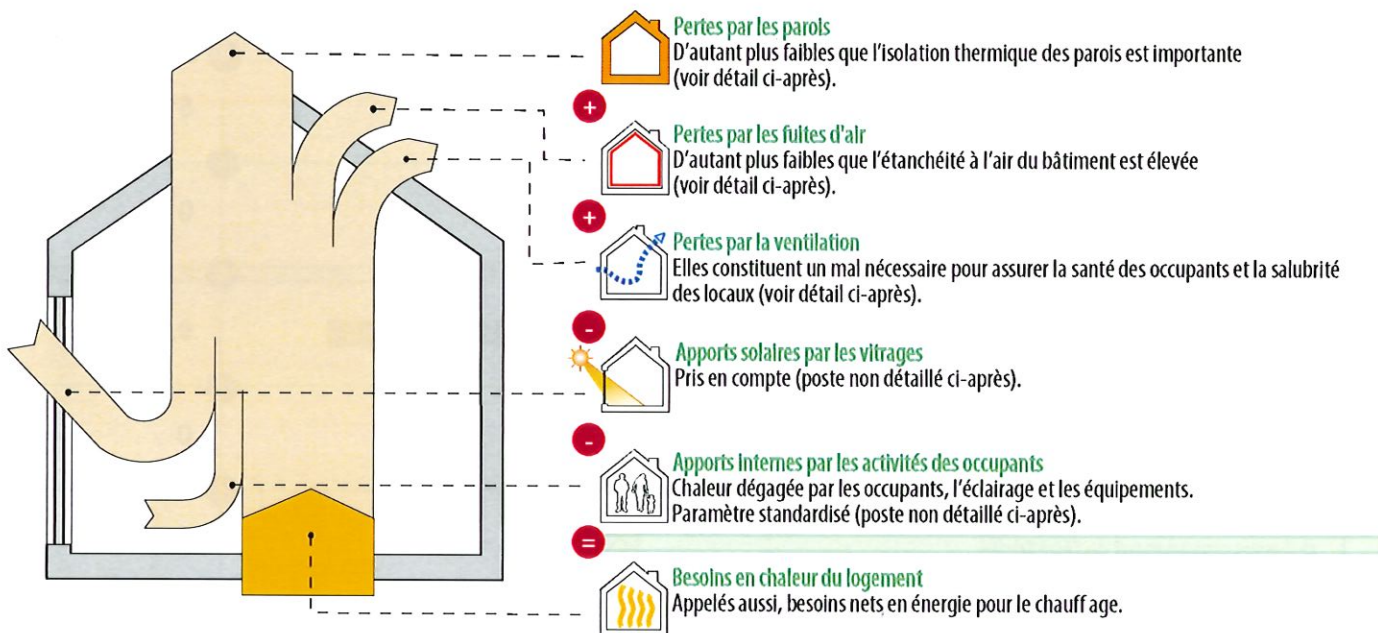 Pertes par les parois
D'autant plus faibles que l'isolation thermique des parois est importante
(voir détail ci-après).
+
Pertes par les fuites d'air
D'autant plus faibles que l'étanchéité à l'air du bâtiment est élevée
(voir détail ci-après).
+
Pertes par la ventilation
Elles constituent un mal nécessaire pour assurer la santé des occupants et la salubrité
des locaux (voir détail ci-après).
-
Apports solaires par les vitrages
Pris en compte (poste non détaillé ci-après).
-
Apports internes par les activités des occupants
Chaleur dégagée par les occupants, l'éclairage et les équipements.
Paramètre standardisé (poste non détaillé ci-après).
=
Besoins en chaleur du logement
Appelés aussi, besoins nets en énergie pour le chauff age.